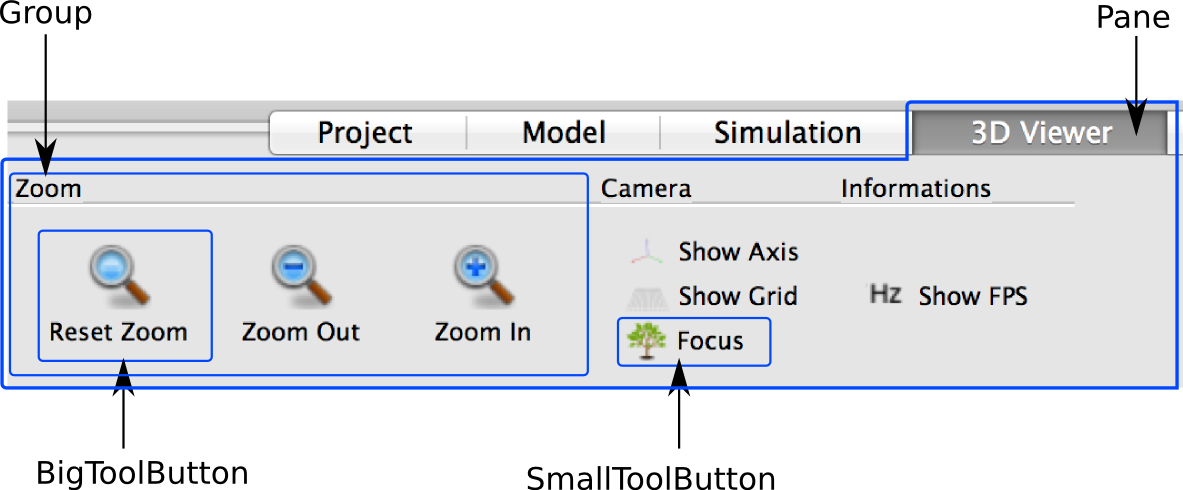 Group
Pane
Project Model Simulation 3D Viewer
Zoom Camera Informations
Show Axis
Hz Show FPS
Show Grid
Reset Zoom Zoom Out Zoom In
Focus
BigToolButton
SmallToolButton